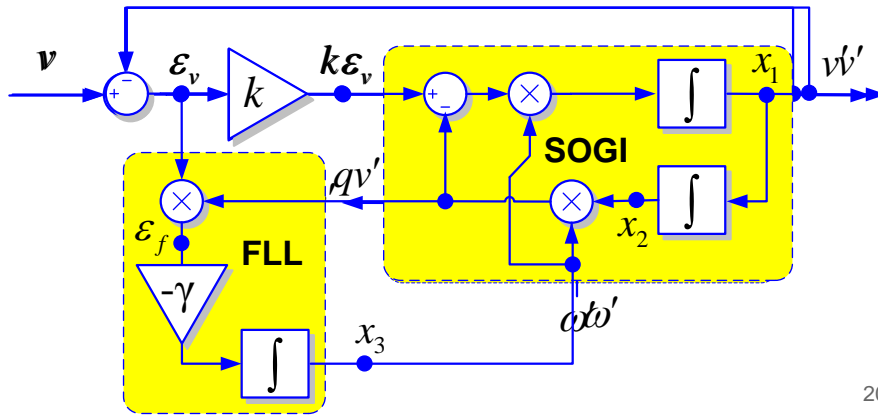 v
ε_v
k
kε_v
SOGI
∫
x_1
v'v'
×
∫
x_2
,qv'
×
×
ε_f
FLL
-γ
∫
x_3
ω'ω'
20